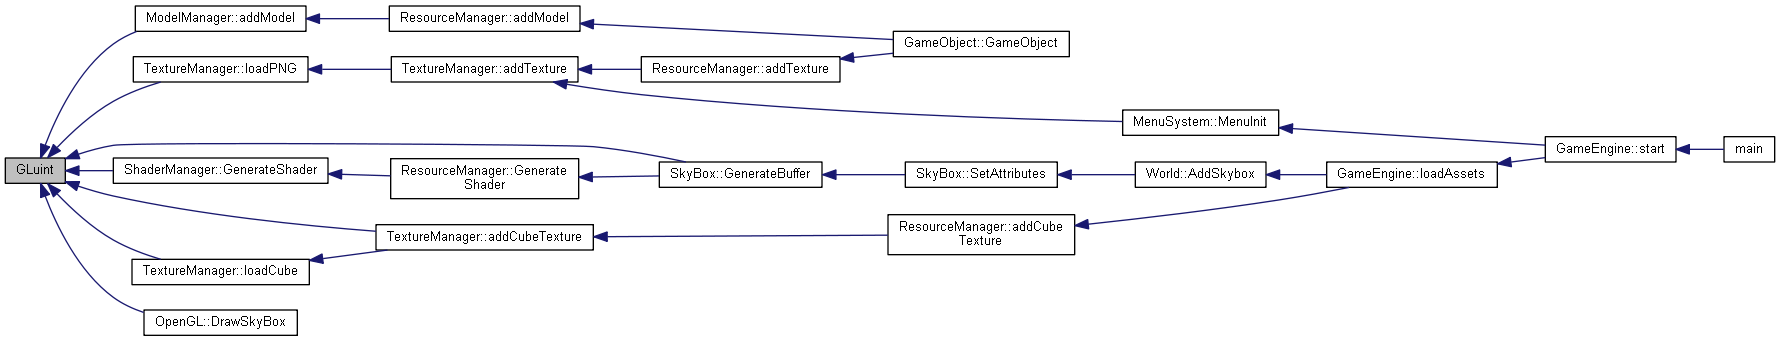 ModelManager::addModel
ResourceManager::addModel
GameObject::GameObject
TextureManager::loadPNG
TextureManager::addTexture
ResourceManager::addTexture
MenuSystem::MenuInit
GameEngine::start
main
GLuint
ShaderManager::GenerateShader
ResourceManager::Generate
Shader
SkyBox::GenerateBuffer
SkyBox::SetAttributes
World::AddSkybox
GameEngine::loadAssets
TextureManager::addCubeTexture
ResourceManager::addCube
Texture
TextureManager::loadCube
OpenGL::DrawSkyBox